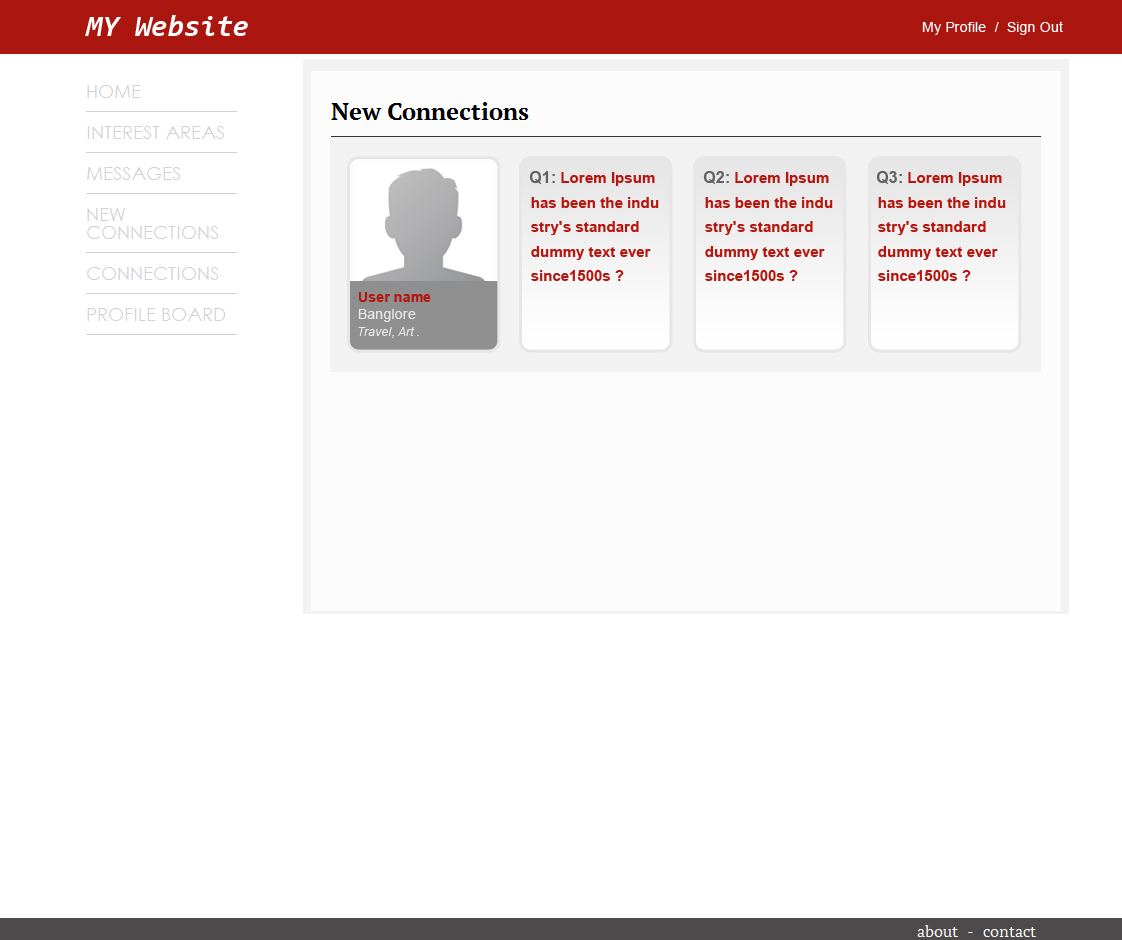 MY Website
My Profile / Sign Out
HOME
INTEREST AREAS
MESSAGES
NEW
CONNECTIONS
CONNECTIONS
PROFILE BOARD
New Connections
User name
Banglore
Travel, Art .
Q1: Lorem Ipsum
has been the indu
stry's standard
dummy text ever
since1500s ?
Q2: Lorem Ipsum
has been the indu
stry's standard
dummy text ever
since1500s ?
Q3: Lorem Ipsum
has been the indu
stry's standard
dummy text ever
since1500s ?
about - contact